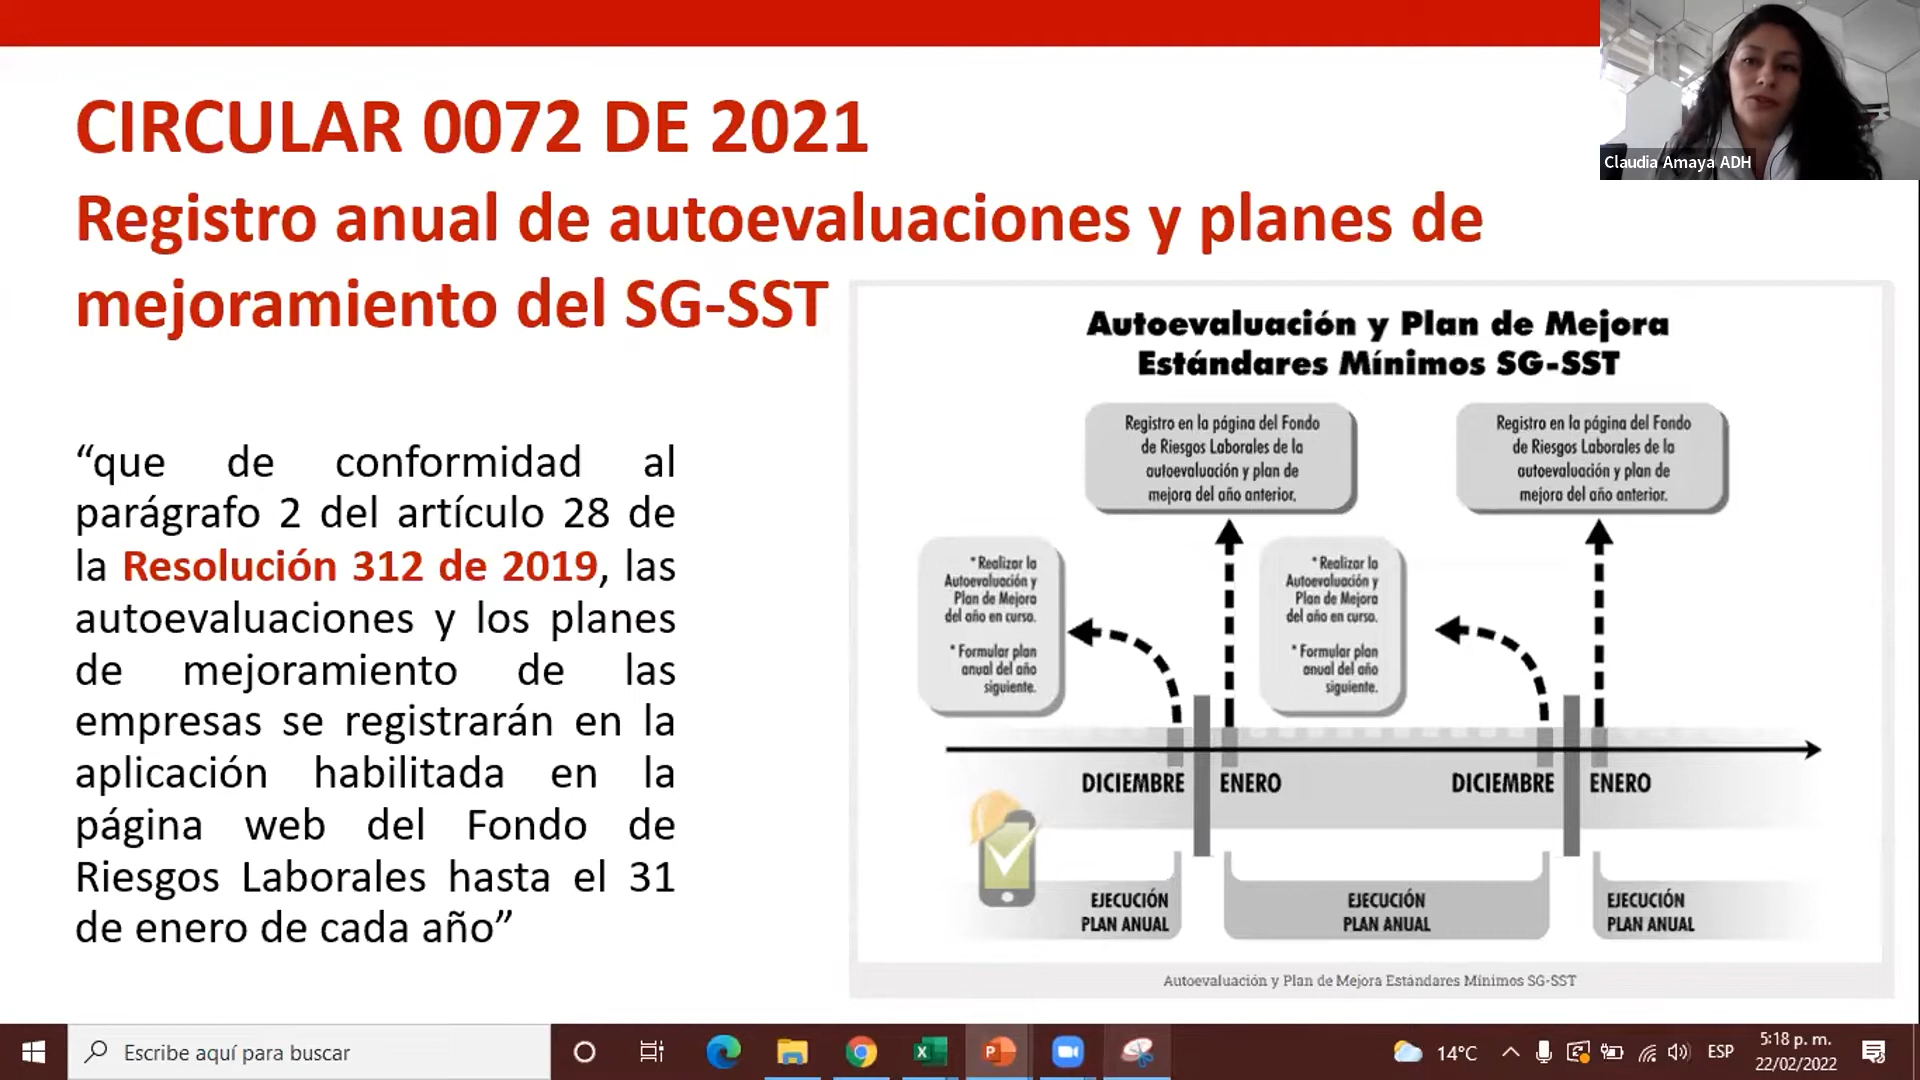 CIRCULAR 0072 DE 2021
Registro anual de autoevaluaciones y planes de
mejoramiento del SG-SST
Claudia Amaya ADH
“que de conformidad al
parágrafo 2 del artículo 28 de
la Resolución 312 de 2019, las
autoevaluaciones y los planes
de mejoramiento de las
empresas se registrarán en la
aplicación habilitada en la
página web del Fondo de
Riesgos Laborales hasta el 31
de enero de cada año”
Autoevaluación y Plan de Mejora
Estándares Mínimos SG-SST
Registro en la página del Fondo
de Riesgos Laborales de la
autoevaluación y plan de
mejora del año anterior.
Registro en la página del Fondo
de Riesgos Laborales de la
autoevaluación y plan de
mejora del año anterior.
* Realizar la
Autoevaluación y
Plan de Mejora
del año en curso.
* Formular plan
anual del año
siguiente.
* Realizar la
Autoevaluación y
Plan de Mejora
del año en curso.
* Formular plan
anual del año
siguiente.
DICIEMBRE ENERO DICIEMBRE ENERO
EJECUCIÓN
PLAN ANUAL
EJECUCIÓN
PLAN ANUAL
EJECUCIÓN
PLAN ANUAL
Autoevaluación y Plan de Mejora Estándares Mínimos SG-SST
Escribe aquí para buscar
14°C
ESP
5:18 p. m.
22/02/2022